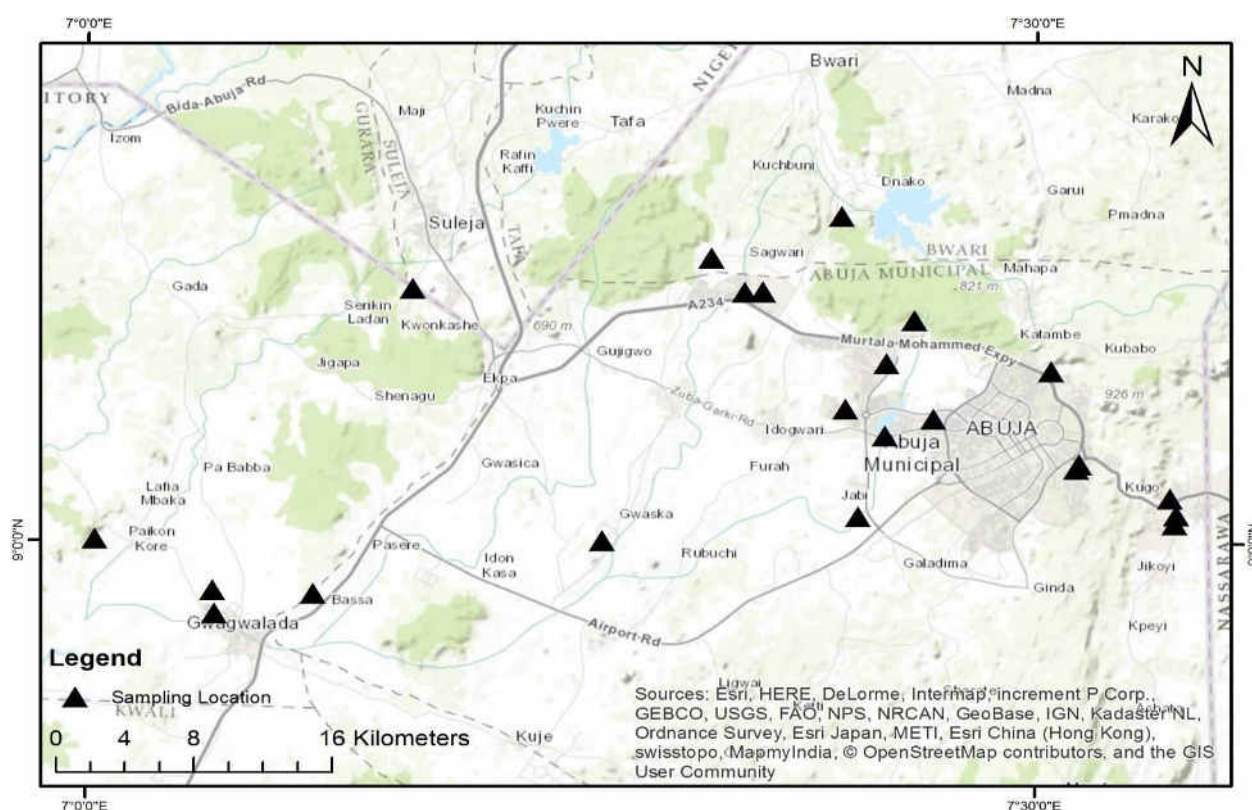 7°0'0"E
7°30'0"E
N
Bwari
Madna
Karako
Bida-Abuja-Rd
ITORY
Izom
Maji
Kuchin
Pwere
Tafa
NIGER
GURARA
SULEJA
Rafin
Kaffi
Kuchbuni
Dnako
Garui
Pmadna
Suleja
TAFA
Sagwari
BWARI
ABUJA MUNICIPAL
Mahapa
821 m
Gada
Senkin
Ladan
Kwonkashe
690 m
A234
Murtala-Mohammed-Expy
Katambe
Kubabo
Jigapa
Gujigwo
Ekpa
Shenagu
Zuba-Garki-Rd
926 m
Idogwari
ABUJA
Abuja
Municipal
Pa Babba
Gwasica
Furah
Lafia
Mbaka
Jabi
Kugo
Paikon
Kore
Gwaska
9°0'0"N
9°0'0"N
Pasere
Idon
Kasa
Rubuchi
Galadima
Jikoyi
NASSARAWA
Bassa
Ginda
Gwagwalada
Airport-Rd
Kpeyi
Legend
Sampling Location
KWALI
Ligwai
0 4 8 16 Kilometers
Kuje
Sources: Esri, HERE, DeLorme, Intermap, increment P Corp.,
GEBCO, USGS, FAO, NPS, NRCAN, GeoBase, IGN, Kadaster NL,
Ordnance Survey, Esri Japan, METI, Esri China (Hong Kong),
swisstopo, MapmyIndia, © OpenStreetMap contributors, and the GIS
User Community
7°0'0"E
7°30'0"E